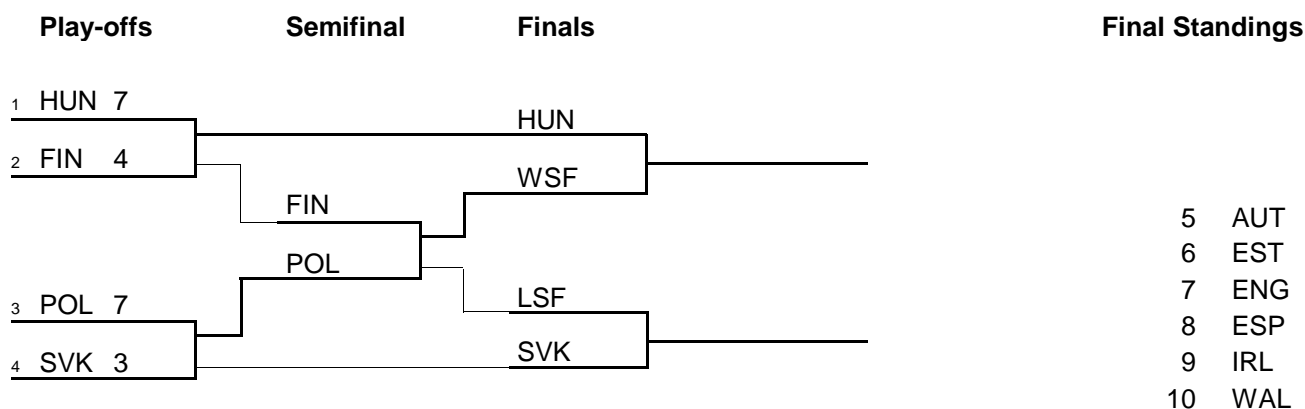 Play-offs Semifinal Finals Final Standings
1 HUN 7
HUN
2 FIN 4
WSF
FIN
5 AUT
6 EST
POL
7 ENG
3 POL 7
LSF
8 ESP
4 SVK 3
SVK
9 IRL
10 WAL